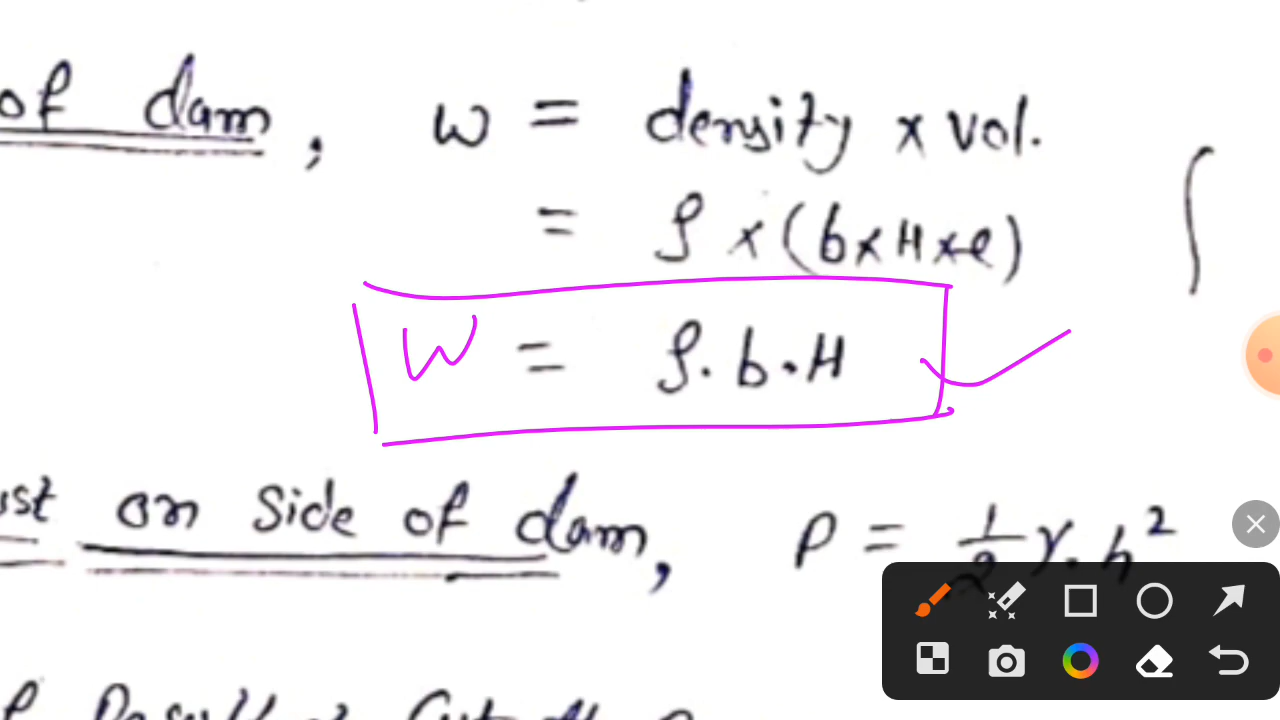 of dam, W = density x vol.
= ρ x (b x H x e)
W = ρ. b. H
on Side of dam, P = 1/2 γ. h²